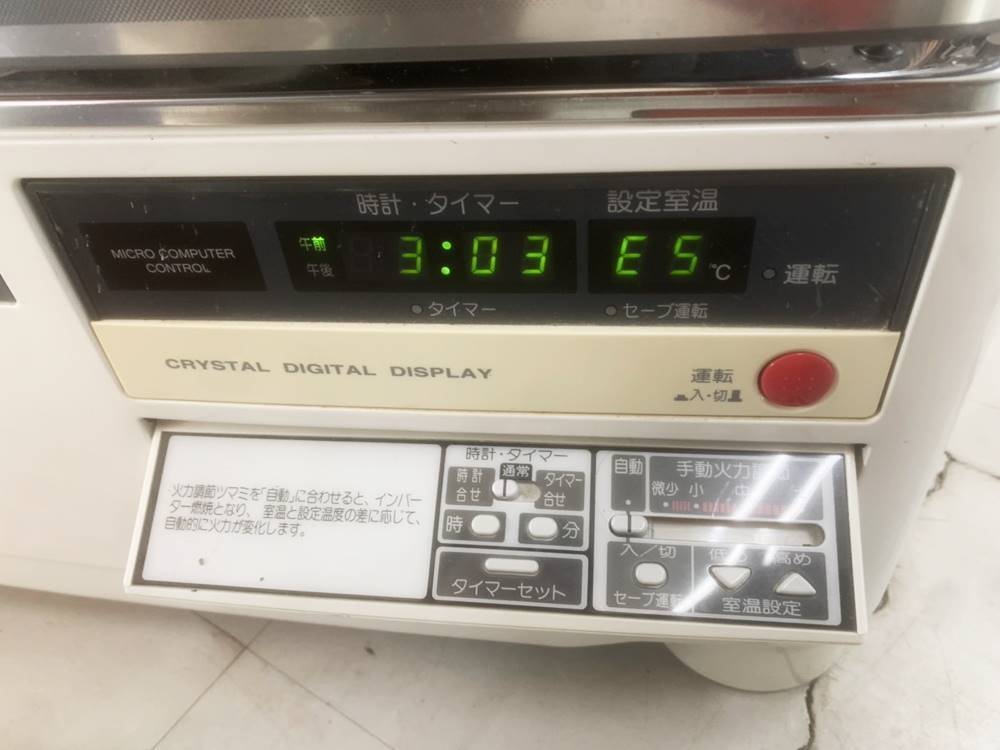 時計・タイマー 設定室温
MICRO COMPUTER
CONTROL
午前
午後
3:03
E5 ℃
運転
タイマー
セーブ運転
CRYSTAL DIGITAL DISPLAY
運転
入・切
火力調節ツマミを「自動」に合わせると、インバー
ター燃焼となり、室温と設定温度の差に応じて、
自動的に火力が変化します。
時計・タイマー
時計
合せ
通常
タイマー
合せ
時
分
タイマーセット
自動
手動火力調節
微少 小 中
入/切
セーブ運転
低め
高め
室温設定